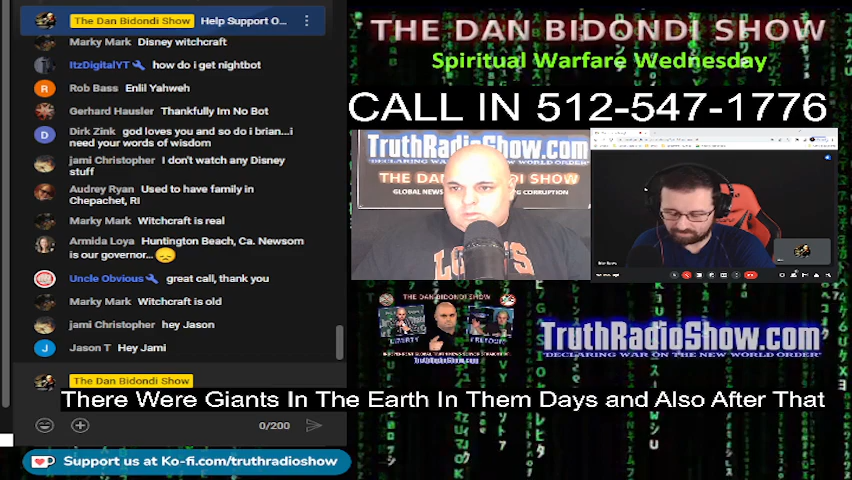 The Dan Bidondi Show Help Support O...
Marky Mark Disney witchcraft
ItzDigitalYT how do i get nightbot
Rob Bass Enlil Yahweh
Gerhard Hausler Thankfully Im No Bot
D Dirk Zink god loves you and so do i brian...i
need your words of wisdom
jami Christopher I don't watch any Disney
stuff
Audrey Ryan Used to have family in
Chepachet, RI
Marky Mark Witchcraft is real
Armida Loya Huntington Beach, Ca. Newsom
is our governor...
Uncle Obvious great call, thank you
Marky Mark Witchcraft is old
jami Christopher hey Jason
J Jason T Hey Jami
The Dan Bidondi Show
0/200
Support us at Ko-fi.com/truthradioshow
THE DAN BIDONDI SHOW
Spiritual Warfare Wednesday
CALL IN 512-547-1776
TruthRadioShow.com
DECLARING WAR ON THE NEW WORLD ORDER
THE DAN BIDONDI SHOW
THE DAN BIDONDI SHOW
LIBERTY
FREEDOM
TruthRadioShow.com
"DECLARING WAR ON THE NEW WORLD ORDER"
There Were Giants In The Earth In Them Days and Also After That